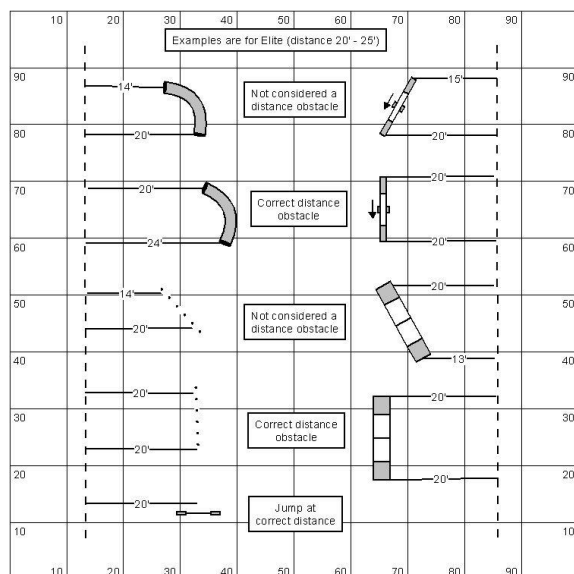 10 20 30 40 50 60 70 80 90
Examples are for Elite (distance 20' - 25')
90 90
14' Not considered a distance obstacle 15'
80 80
20' 20'
70 70
20' Correct distance obstacle 20'
60 60
24' 20'
50 50
14' Not considered a distance obstacle 20'
20'
40 40
13'
20' 20'
30 30
Correct distance obstacle
20' 20'
20 20
20' Jump at correct distance
10 10
10 20 30 40 50 60 70 80 90